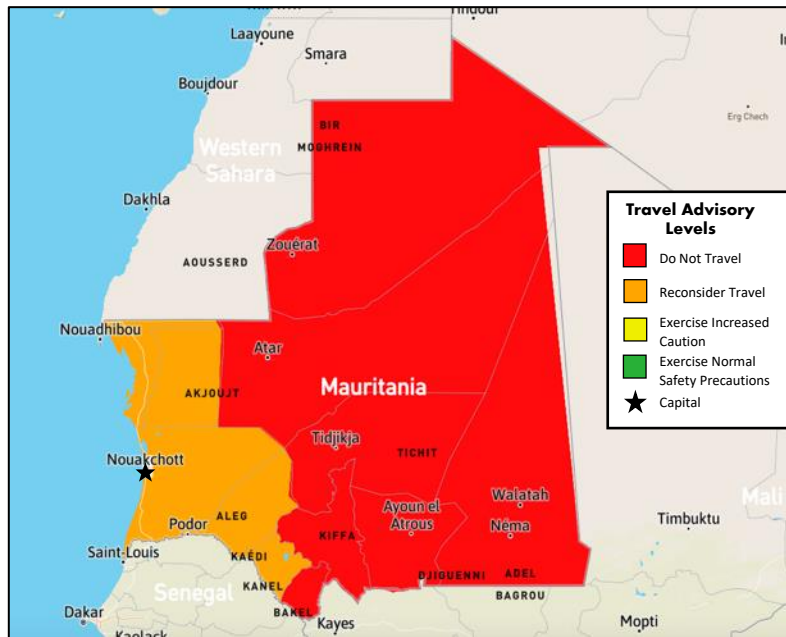 Laayoune
Smara
Boujdour
Erg Chech
BIR
MOGHREIN
Western
Sahara
Dakhla
Zouérat
AOUSSERD
Nouadhibou
Atar
Mauritania
AKJOUJT
Tidjikja
TICHIT
Nouakchott
Walatah
Ayoun el
Atrous
Néma
Mali
Timbuktu
ALEG
Podor
KIFFA
Saint-Louis
KAÉDI
DJIGUENNI
ADEL
BAGROU
KANEL
Senegal
BAKEL
Dakar
Kayes
Mopti
Kaolack
Travel Advisory
Levels
Do Not Travel
Reconsider Travel
Exercise Increased
Caution
Exercise Normal
Safety Precautions
Capital